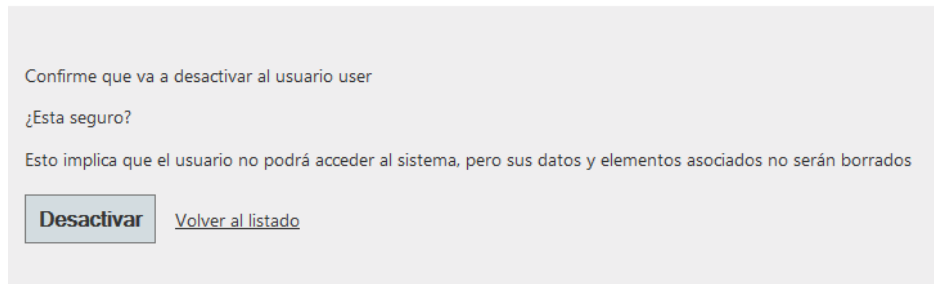 Confirme que va a desactivar al usuario user
¿Esta seguro?
Esto implica que el usuario no podrá acceder al sistema, pero sus datos y elementos asociados no serán borrados
Desactivar Volver al listado